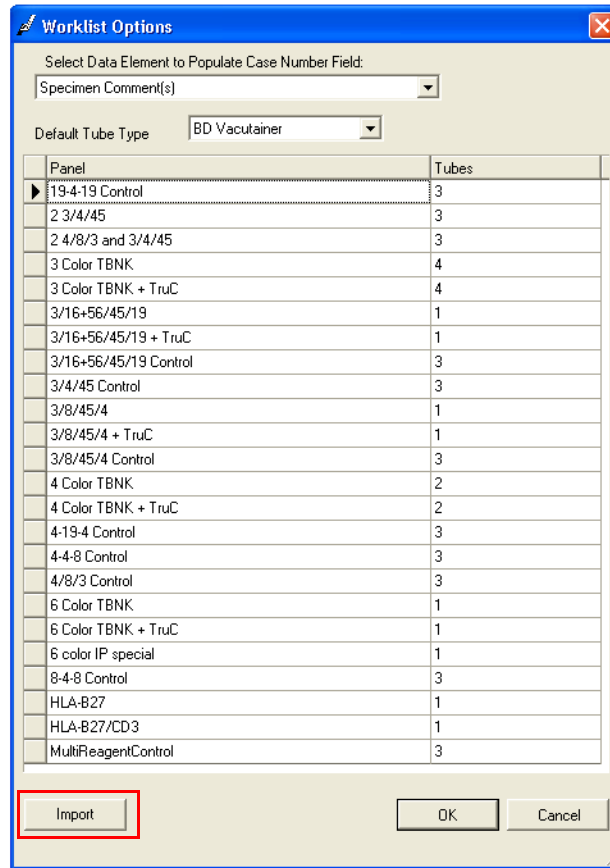 Worklist Options
Select Data Element to Populate Case Number Field:
Specimen Comment(s)
Default Tube Type BD Vacutainer
Panel Tubes
19-4-19 Control 3
2 3/4/45 3
2 4/8/3 and 3/4/45 3
3 Color TBNK 4
3 Color TBNK + TruC 4
3/16+56/45/19 1
3/16+56/45/19 + TruC 1
3/16+56/45/19 Control 3
3/4/45 Control 3
3/8/45/4 1
3/8/45/4 + TruC 1
3/8/45/4 Control 3
4 Color TBNK 2
4 Color TBNK + TruC 2
4-19-4 Control 3
4-4-8 Control 3
4/8/3 Control 3
6 Color TBNK 1
6 Color TBNK + TruC 1
6 color IP special 1
8-4-8 Control 3
HLA-B27 1
HLA-B27/CD3 1
MultiReagentControl 3
Import OK Cancel